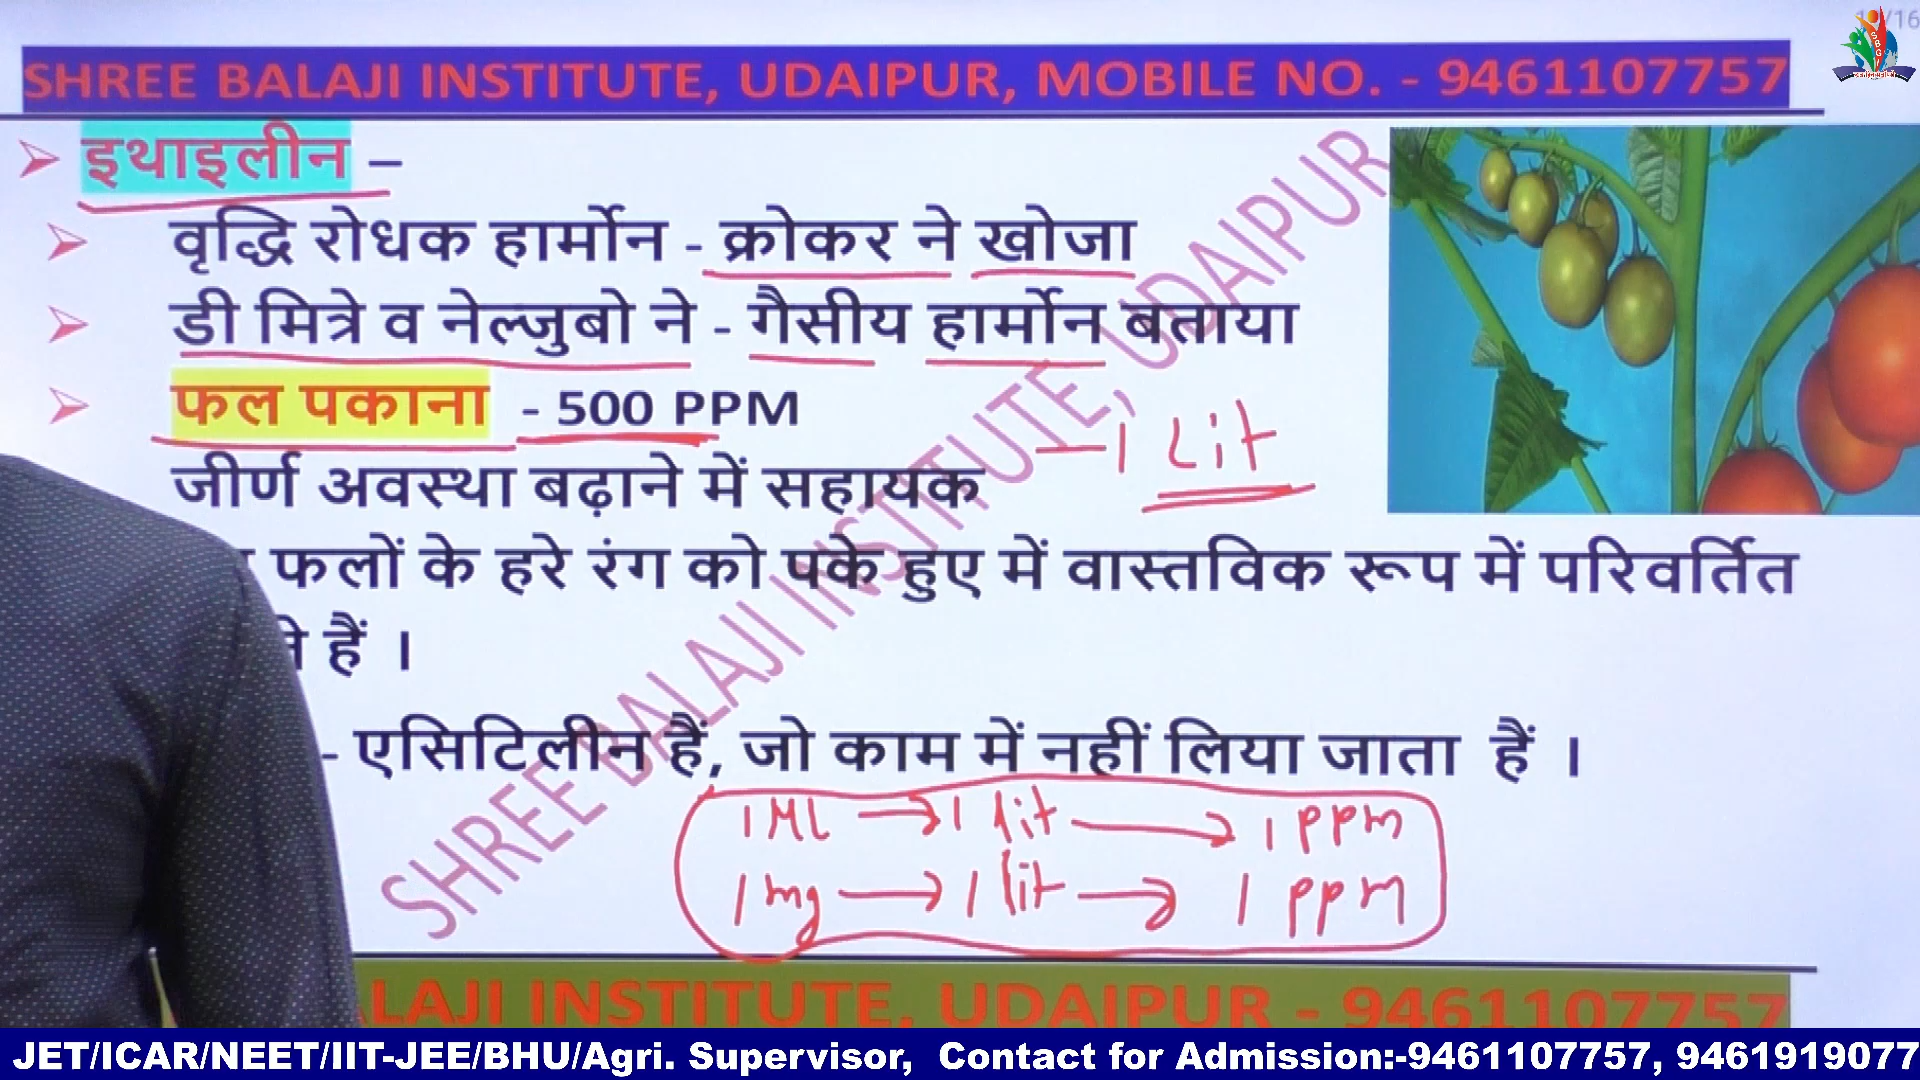 SHREE BALAJI INSTITUTE, UDAIPUR, MOBILE NO. - 9461107757
इथाइलीन –
वृद्धि रोधक हार्मोन - क्रोकर ने खोजा
डी मित्रे व नेल्जुबो ने - गैसीय हार्मोन बताया
फल पकाना - 500 PPM
– 1 Lit
जीर्ण अवस्था बढ़ाने में सहायक
फलों के हरे रंग को पके हुए में वास्तविक रूप में परिवर्तित
हैं ।
- एसिटिलीन हैं, जो काम में नहीं लिया जाता हैं ।
1 Ml → 1 lit → 1 ppm
1 mg → 1 lit → 1 ppm
SHREE BALAJI INSTITUTE, UDAIPUR
LAJI INSTITUTE, UDAIPUR - 9461107757
JET/ICAR/NEET/IIT-JEE/BHU/Agri. Supervisor, Contact for Admission:-9461107757, 9461919077